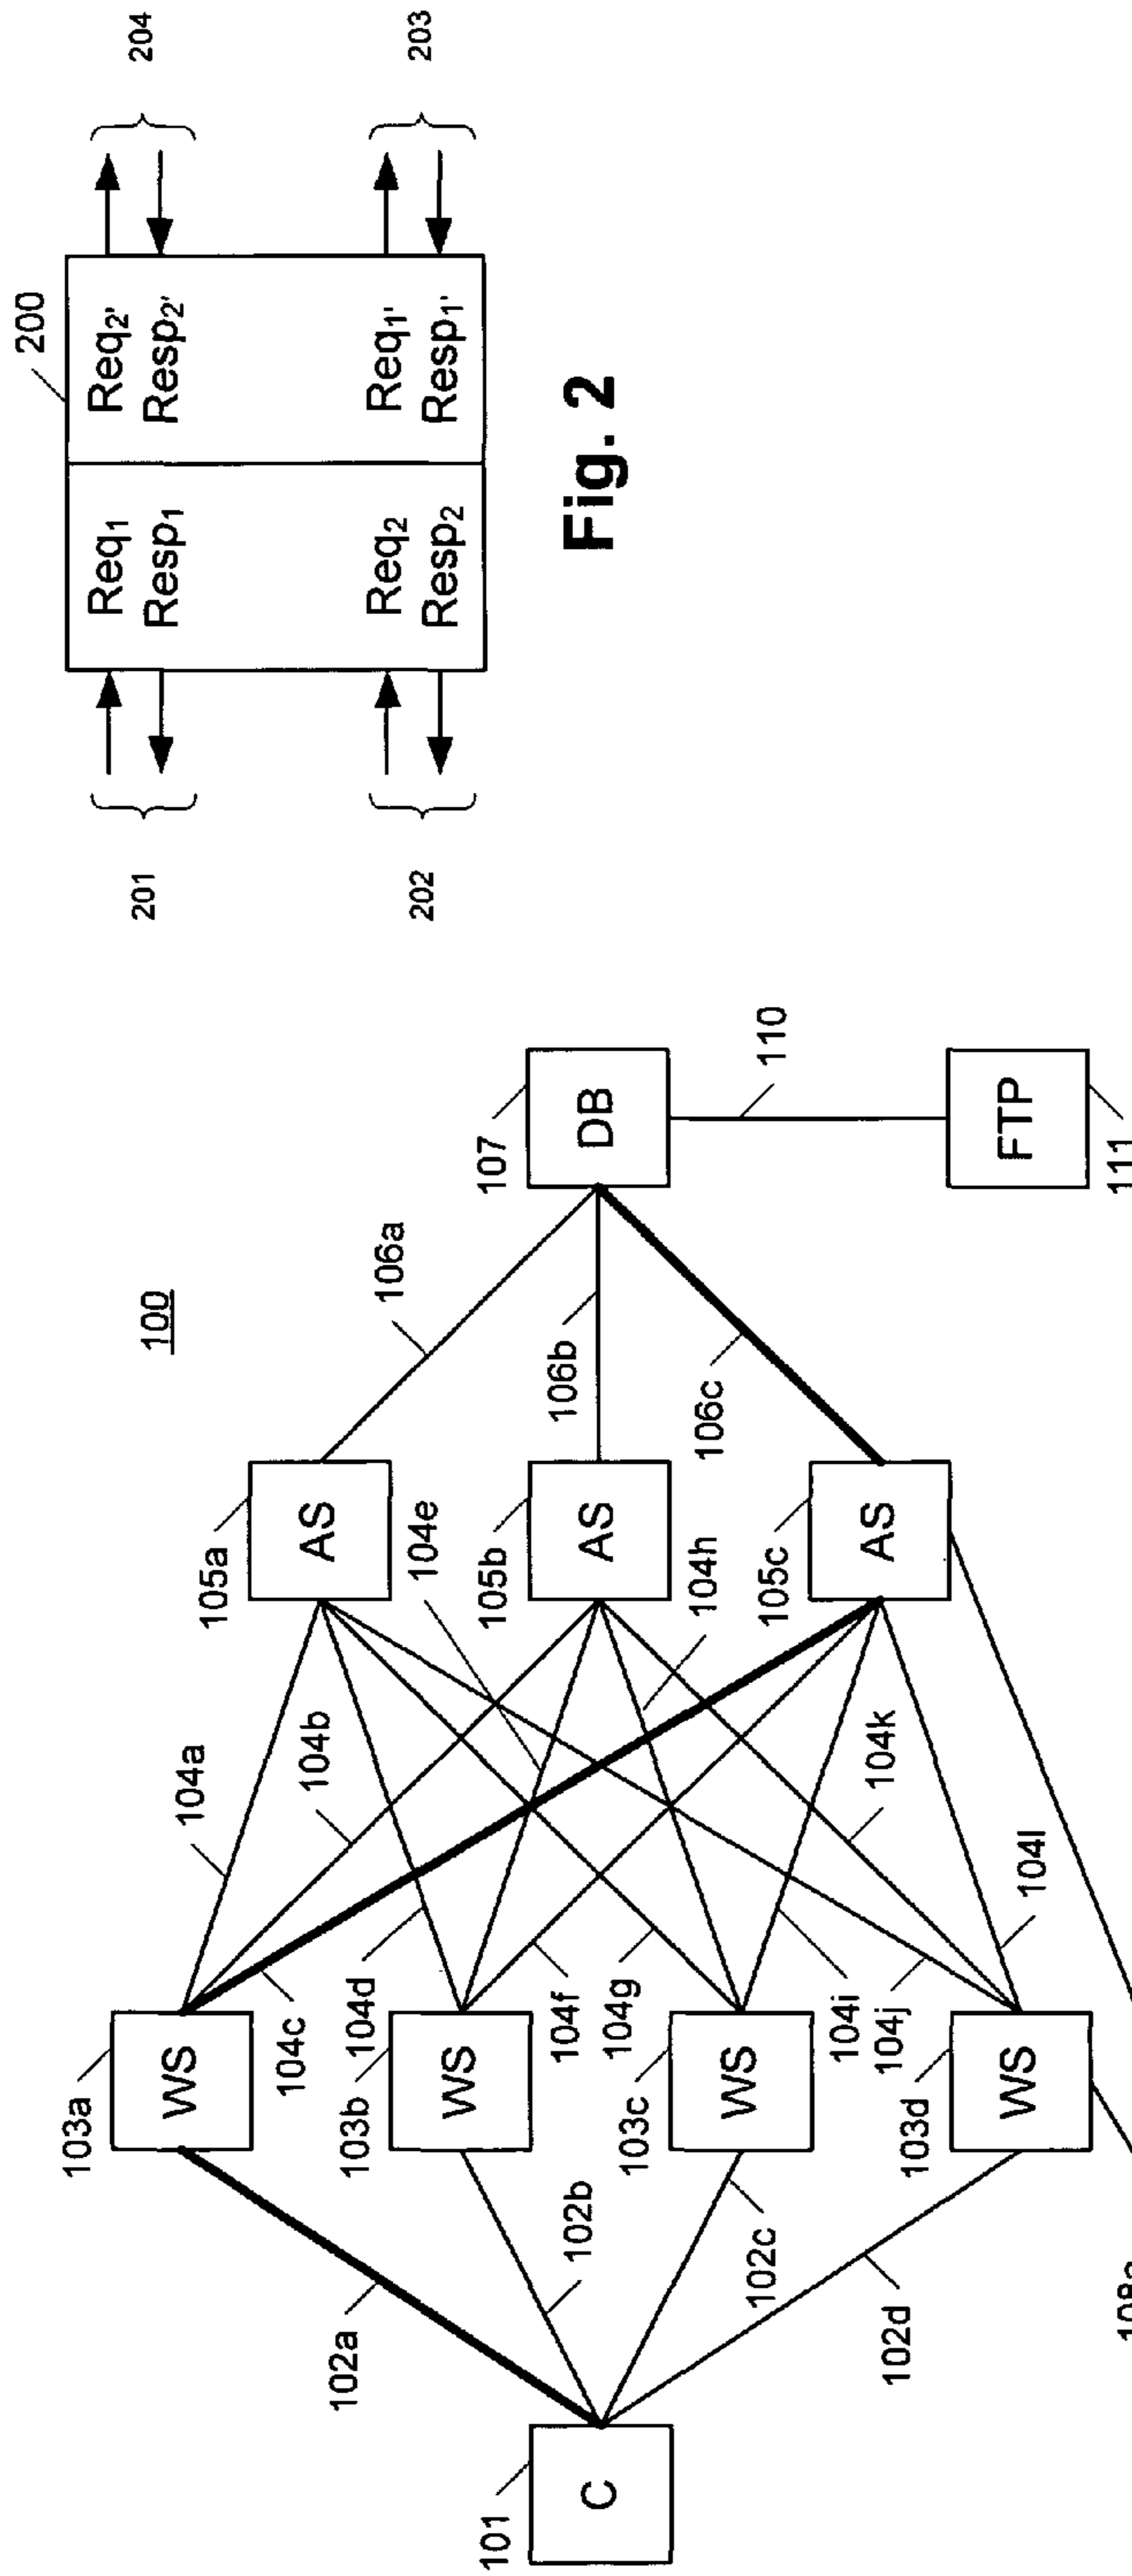 200
204
Req1
Req2'
Resp1
Resp2'
201
Req2
Req1'
Resp2
Resp1'
202
203
Fig. 2
100
103a
104a
105a
WS
AS
106a
102a
104c
104b
107
103b
104d
104e
105b
106b
DB
WS
AS
101
102b
104f
104h
106c
110
C
103c
104g
105c
WS
AS
102c
104i
104k
FTP
102d
103d
104j
111
WS
104l